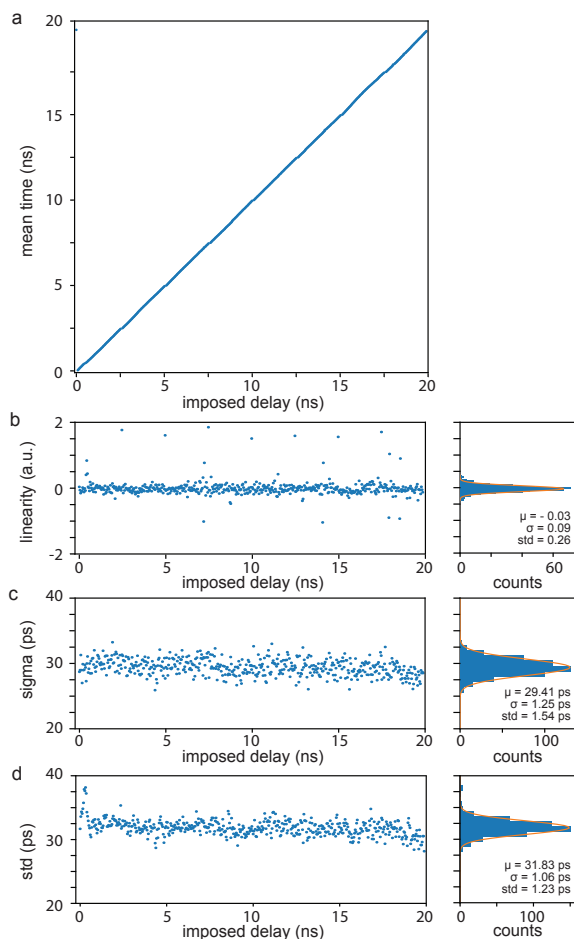 a
20
15
10
5
0
mean time (ns)
0 5 10 15 20
imposed delay (ns)
b
2
0
-2
linearity (a.u.)
0 5 10 15 20
imposed delay (ns)
μ = - 0.03
σ = 0.09
std = 0.26
0 60
counts
c
40
30
20
sigma (ps)
0 5 10 15 20
imposed delay (ns)
μ = 29.41 ps
σ = 1.25 ps
std = 1.54 ps
0 100
counts
d
40
30
20
std (ps)
0 5 10 15 20
imposed delay (ns)
μ = 31.83 ps
σ = 1.06 ps
std = 1.23 ps
0 100
counts